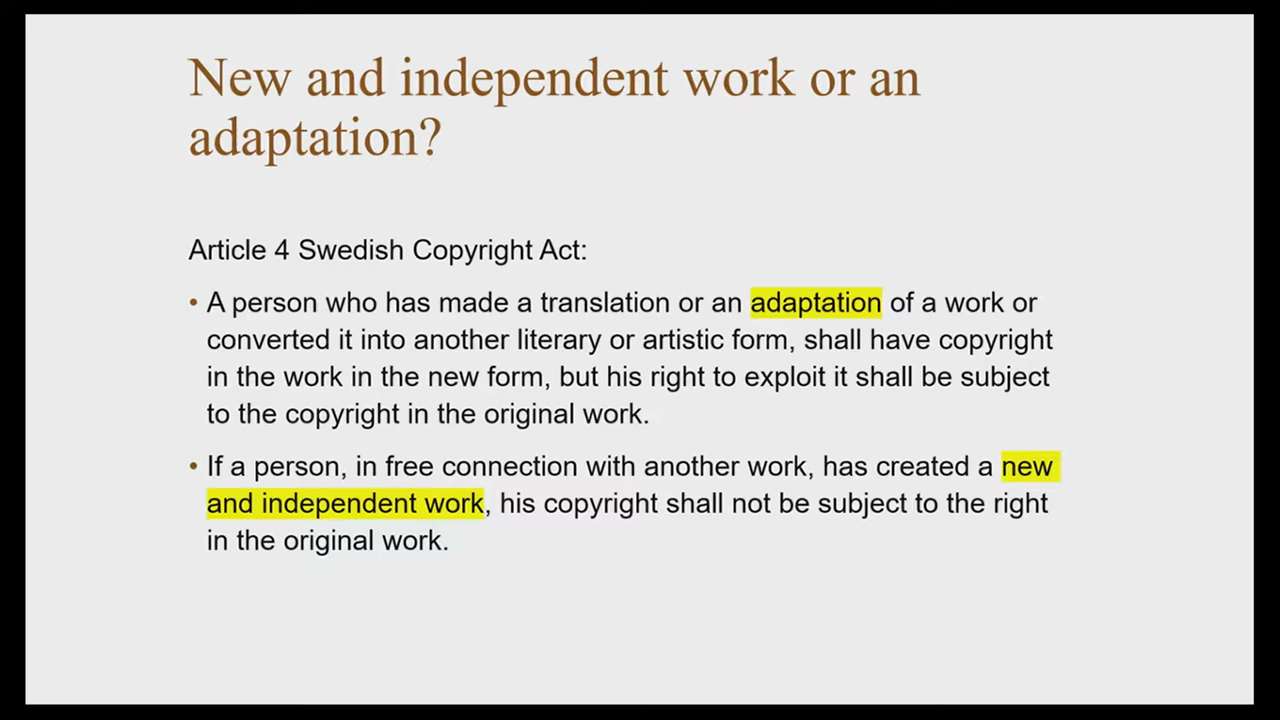 New and independent work or an
adaptation?
Article 4 Swedish Copyright Act:
• A person who has made a translation or an adaptation of a work or
converted it into another literary or artistic form, shall have copyright
in the work in the new form, but his right to exploit it shall be subject
to the copyright in the original work.
• If a person, in free connection with another work, has created a new
and independent work, his copyright shall not be subject to the right
in the original work.